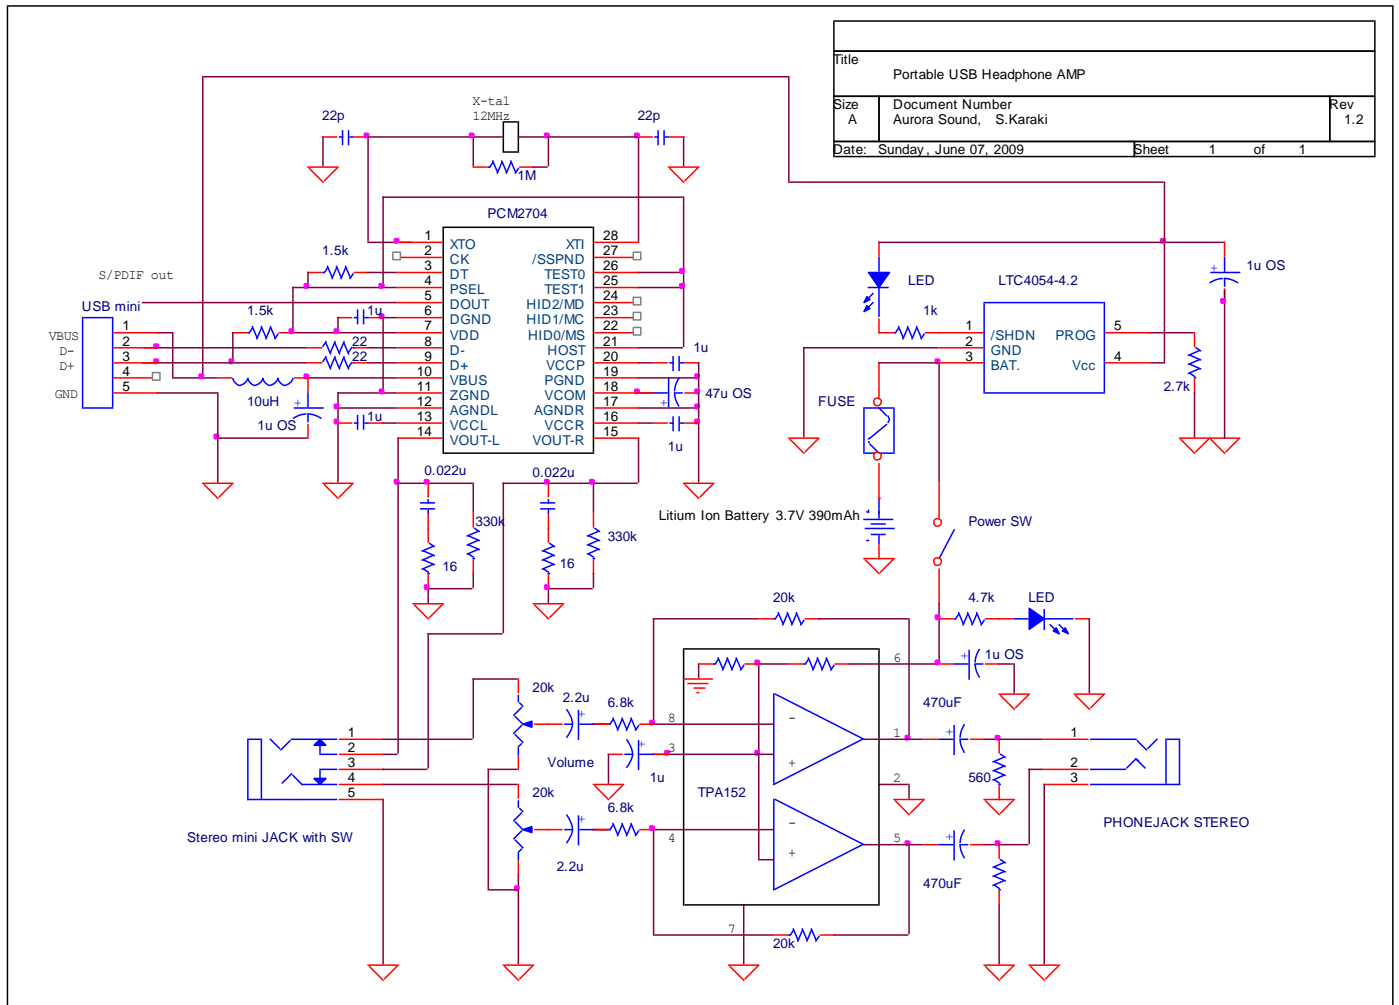 Title
Portable USB Headphone AMP
Size
A
Document Number
Aurora Sound, S.Karaki
Rev
1.2
Date: Sunday, June 07, 2009
Sheet 1 of 1
X-tal
12MHz
22p
22p
1M
PCM2704
1 XTO
2 CK
3 DT
4 PSEL
5 DOUT
6 DGND
7 VDD
8 D-
9 D+
10 VBUS
11 ZGND
12 AGNDL
13 VCCL
14 VOUT-L
28 XTI
27 /SSPND
26 TEST0
25 TEST1
24 HID2/MD
23 HID1/MC
22 HID0/MS
21 HOST
20 VCCP
19 PGND
18 VCOM
17 AGNDR
16 VCCR
15 VOUT-R
1.5k
S/PDIF out
USB mini
1
2
3
4
5
VBUS
D-
D+
GND
1.5k
1u
22
22
10uH
1u OS
1u
1u
47u OS
1u
0.022u
0.022u
330k
330k
16
16
LED
1k
LTC4054-4.2
1 /SHDN
2 GND
3 BAT.
5 PROG
4 Vcc
1u OS
2.7k
FUSE
Litium Ion Battery 3.7V 390mAh
Power SW
4.7k
LED
1u OS
20k
6
470uF
20k
2.2u
6.8k
8
-
+
1
3
1u
Volume
TPA152
2
560
1
2
3
4
5
Stereo mini JACK with SW
20k
6.8k
2.2u
4
-
+
5
470uF
1
2
3
PHONEJACK STEREO
7
20k